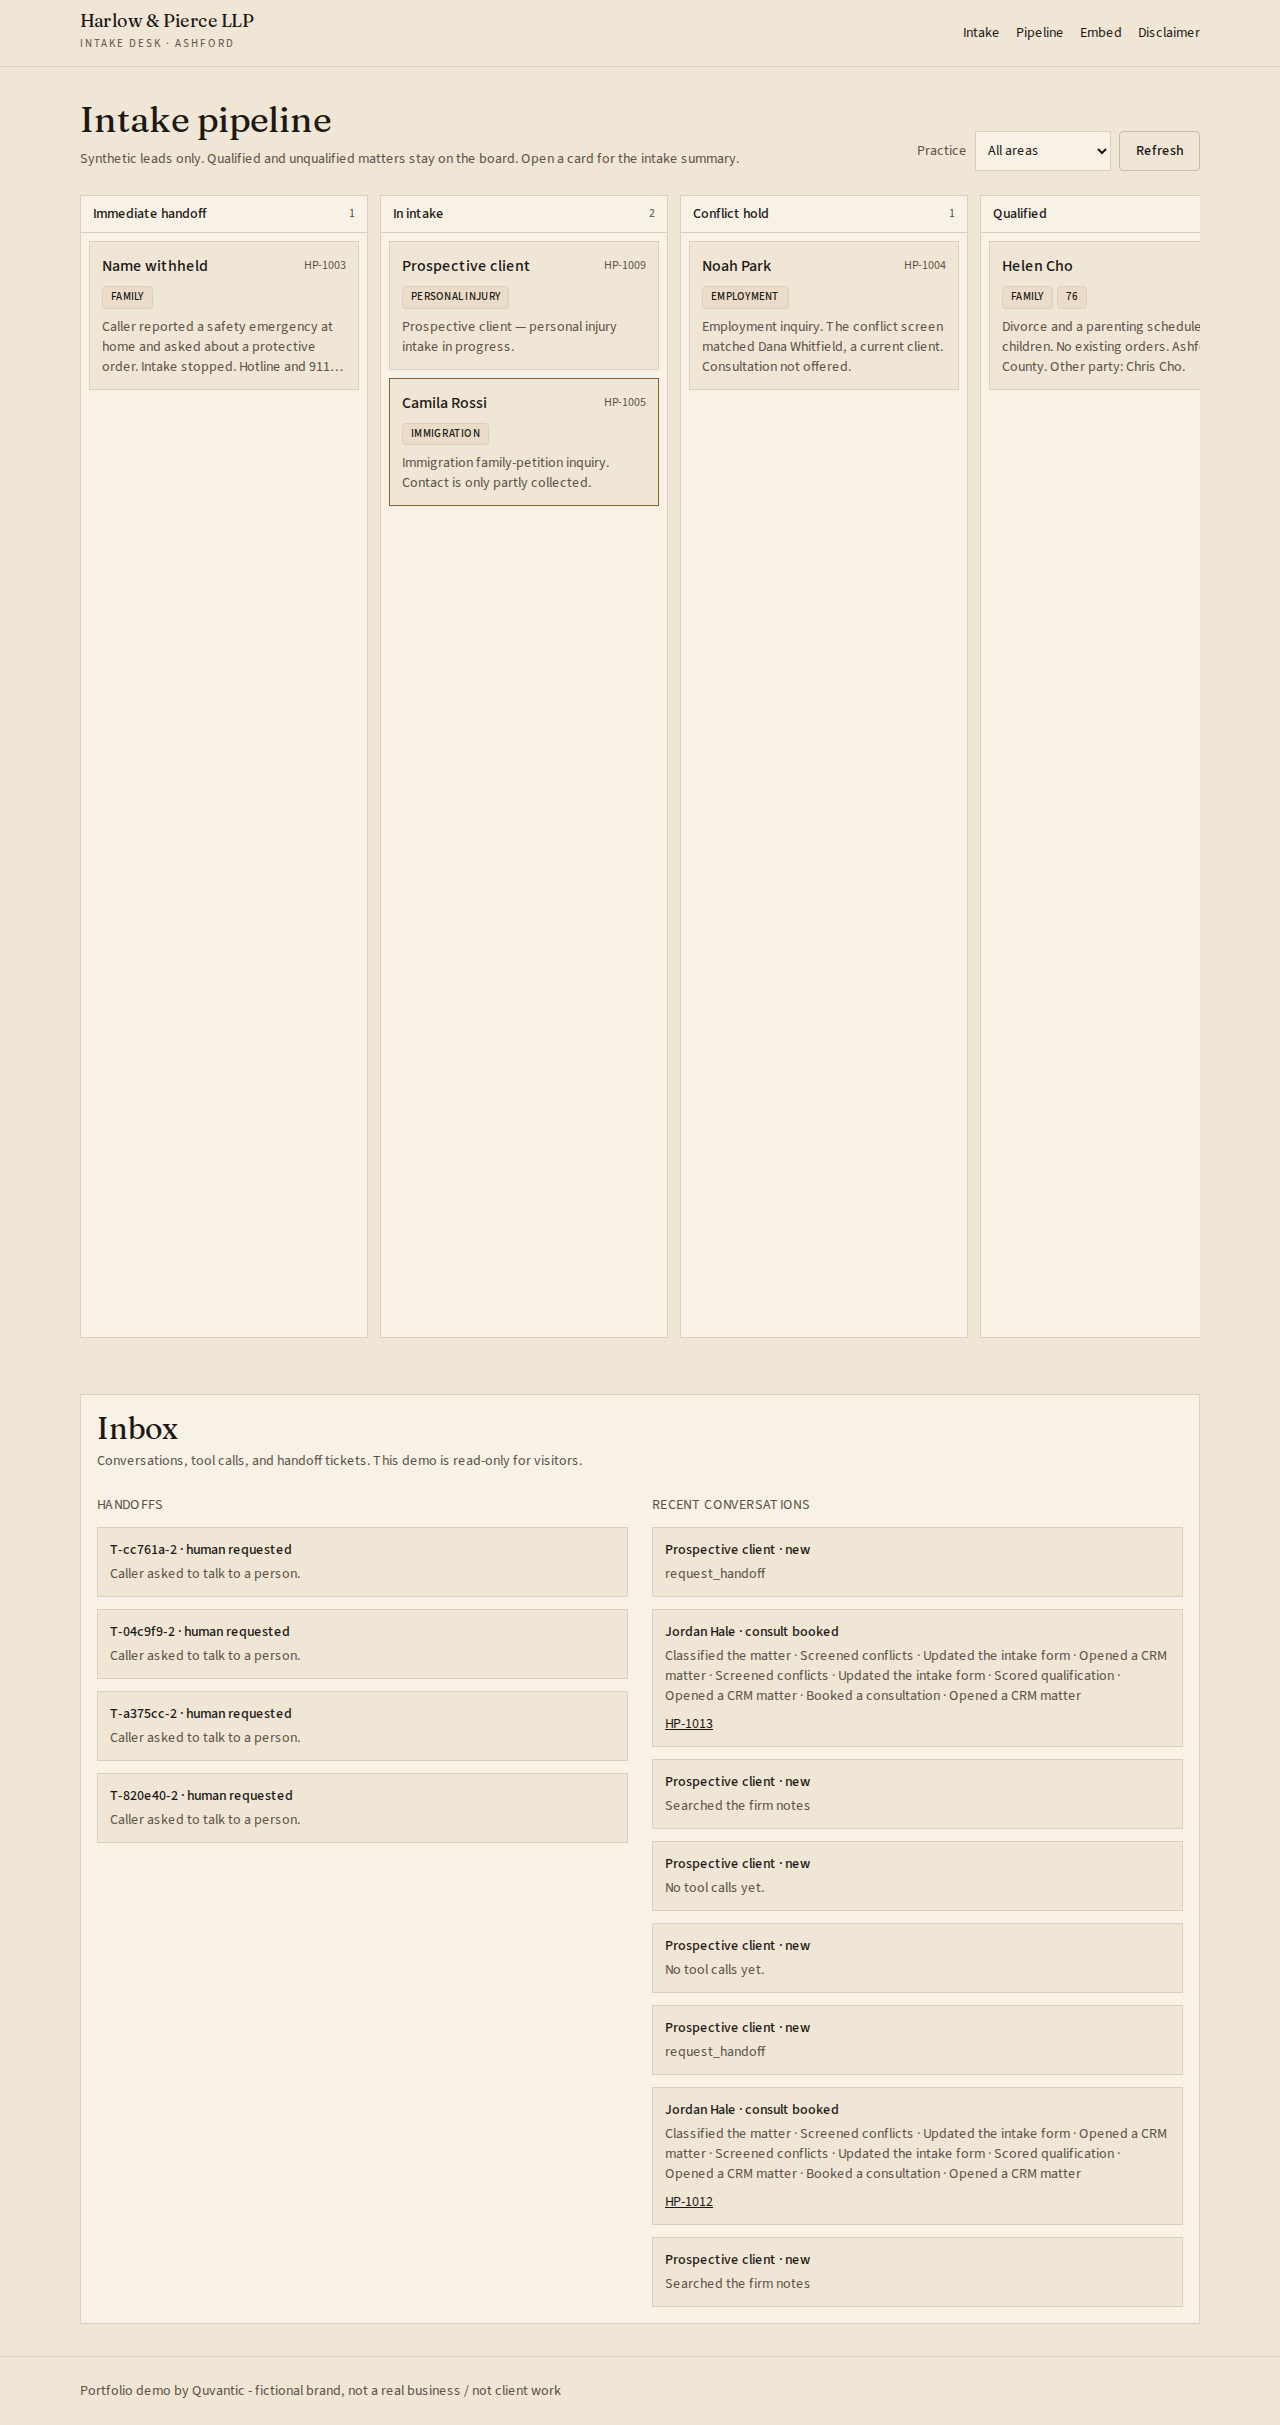 Harlow & Pierce LLP
INTAKE DESK · ASHFORD
Intake Pipeline Embed Disclaimer
Intake pipeline
Synthetic leads only. Qualified and unqualified matters stay on the board. Open a card for the intake summary.
Practice All areas Refresh
Immediate handoff 1
Name withheld HP-1003
FAMILY
Caller reported a safety emergency at
home and asked about a protective
order. Intake stopped. Hotline and 911…
In intake 2
Prospective client HP-1009
PERSONAL INJURY
Prospective client — personal injury
intake in progress.
Camila Rossi HP-1005
IMMIGRATION
Immigration family-petition inquiry.
Contact is only partly collected.
Conflict hold 1
Noah Park HP-1004
EMPLOYMENT
Employment inquiry. The conflict screen
matched Dana Whitfield, a current client.
Consultation not offered.
Qualified
Helen Cho
FAMILY 76
Divorce and a parenting schedule
children. No existing orders. Ashf
County. Other party: Chris Cho.
Inbox
Conversations, tool calls, and handoff tickets. This demo is read-only for visitors.
HANDOFFS
T-cc761a-2 · human requested
Caller asked to talk to a person.
T-04c9f9-2 · human requested
Caller asked to talk to a person.
T-a375cc-2 · human requested
Caller asked to talk to a person.
T-820e40-2 · human requested
Caller asked to talk to a person.
RECENT CONVERSATIONS
Prospective client · new
request_handoff
Jordan Hale · consult booked
Classified the matter · Screened conflicts · Updated the intake form · Opened a CRM
matter · Screened conflicts · Updated the intake form · Scored qualification ·
Opened a CRM matter · Booked a consultation · Opened a CRM matter
HP-1013
Prospective client · new
Searched the firm notes
Prospective client · new
No tool calls yet.
Prospective client · new
No tool calls yet.
Prospective client · new
request_handoff
Jordan Hale · consult booked
Classified the matter · Screened conflicts · Updated the intake form · Opened a CRM
matter · Screened conflicts · Updated the intake form · Scored qualification ·
Opened a CRM matter · Booked a consultation · Opened a CRM matter
HP-1012
Prospective client · new
Searched the firm notes
Portfolio demo by Quvantic - fictional brand, not a real business / not client work